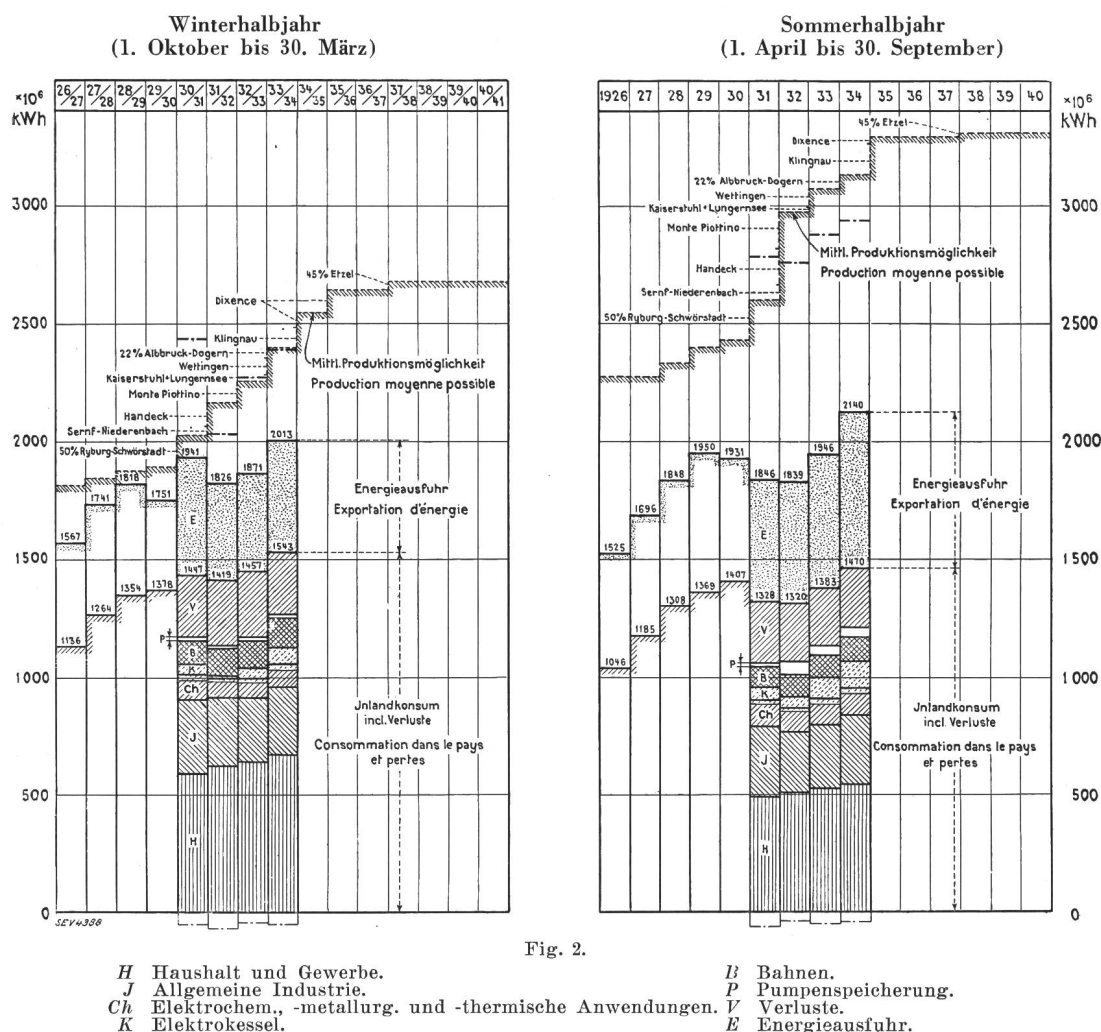 Winterhalbjahr
(1. Oktober bis 30. März)
×10⁶
kWh
26/27 27/28 28/29 29/30 30/31 31/32 32/33 33/34 34/35 35/36 36/37 37/38 38/39 39/40 40/41
3000
2500
2000
1500
1000
500
0
45% Etzel
Dixence
Klingnau
22% Albbruck-Dogern
Wettingen
Kaiserstuhl+Lungernsee
Monte Piottino
Handeck
Sernf-Niederenbach
50% Ryburg-Schwörstadt
Mittl. Produktionsmöglichkeit
Production moyenne possible
1567 1741 1818 1751 1941 1826 1871 2013
1136 1264 1354 1378 1447 1419 1457 1543
Energieausfuhr
Exportation d'énergie
Jnlandkonsum
incl. Verluste
Consommation dans le pays
et pertes
E
V
P
B
K
Ch
J
H
SEV4388
Sommerhalbjahr
(1. April bis 30. September)
1926 27 28 29 30 31 32 33 34 35 36 37 38 39 40
×10⁶
kWh
3000
2500
2000
1500
1000
500
0
45% Etzel
Dixence
Klingnau
22% Albbruck-Dogern
Wettingen
Kaiserstuhl+Lungernsee
Monte Piottino
Handeck
Sernf-Niederenbach
50% Ryburg-Schwörstadt
Mittl. Produktionsmöglichkeit
Production moyenne possible
1525 1696 1848 1950 1931 1846 1839 1946 2140
1046 1185 1308 1369 1407 1328 1320 1383 1470
Energieausfuhr
Exportation d'énergie
Jnlandkonsum
incl. Verluste
Consommation dans le pays
et pertes
E
V
P
B
K
Ch
J
H
Fig. 2.
H Haushalt und Gewerbe.
J Allgemeine Industrie.
Ch Elektrochem., -metallurg. und -thermische Anwendungen.
K Elektrokessel.
B Bahnen.
P Pumpenspeicherung.
V Verluste.
E Energieausfuhr.